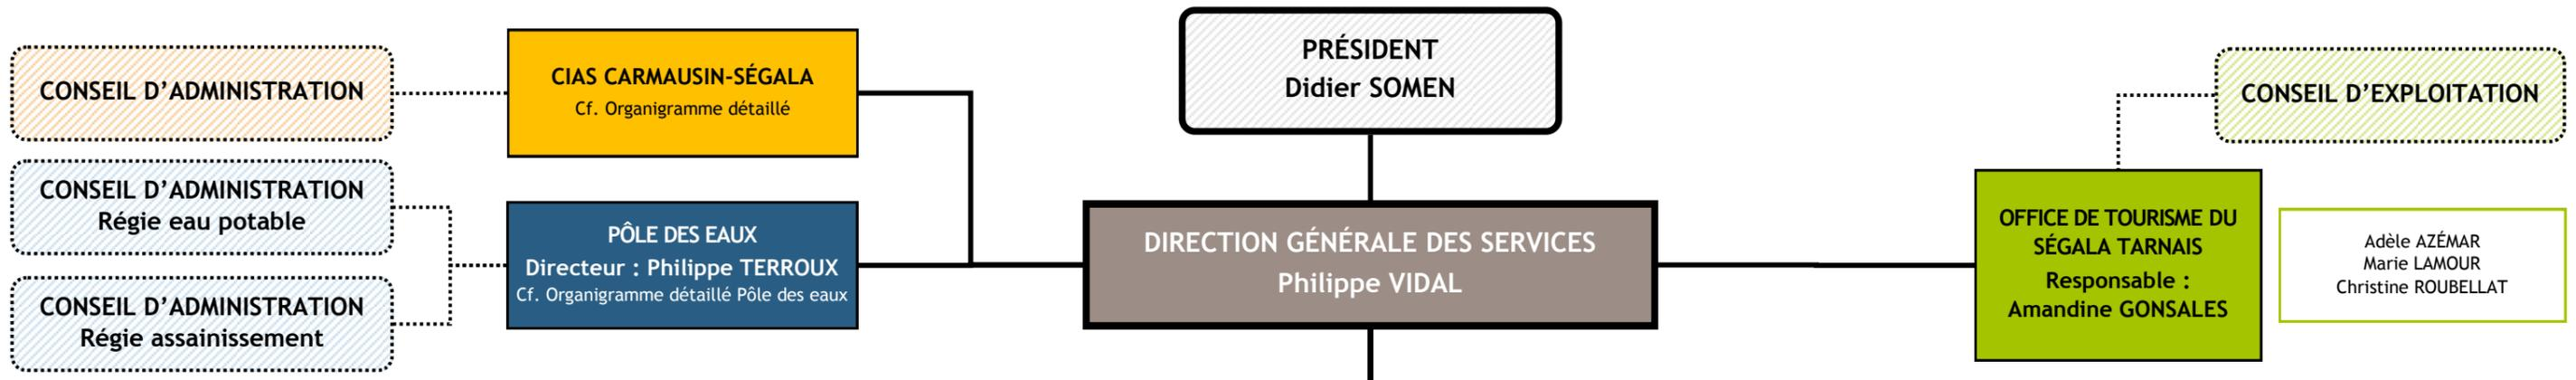 CONSEIL D’ADMINISTRATION
CIAS CARMAUSIN-SÉGALA
Cf. Organigramme détaillé
PRÉSIDENT
Didier SOMEN
CONSEIL D’EXPLOITATION
CONSEIL D’ADMINISTRATION
Régie eau potable
CONSEIL D’ADMINISTRATION
Régie assainissement
PÔLE DES EAUX
Directeur : Philippe TERROUX
Cf. Organigramme détaillé Pôle des eaux
DIRECTION GÉNÉRALE DES SERVICES
Philippe VIDAL
OFFICE DE TOURISME DU
SÉGALA TARNAIS
Responsable :
Amandine GONSALES
Adèle AZÉMAR
Marie LAMOUR
Christine ROUBELLAT